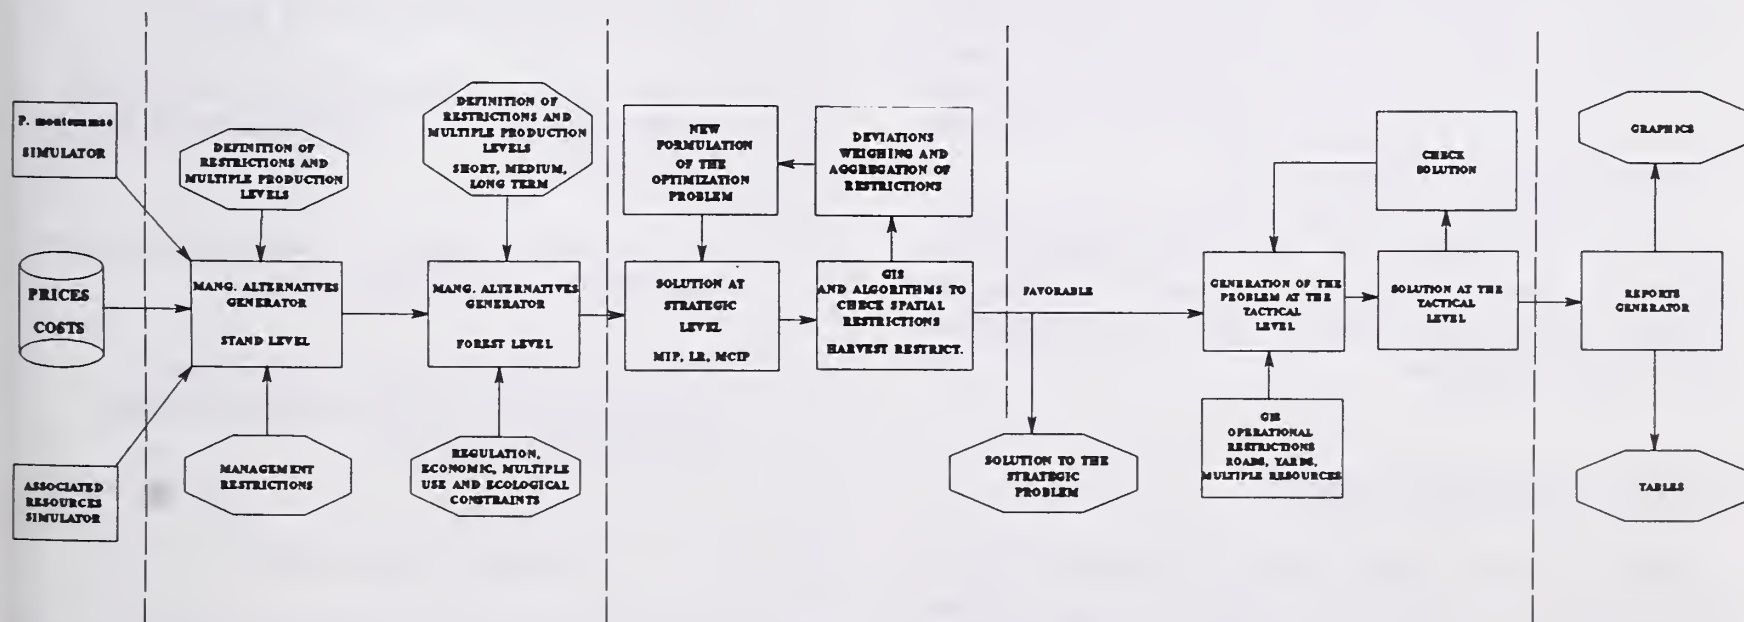 P. montezumae
SIMULATOR
PRICES
COSTS
ASSOCIATED
RESOURCES
SIMULATOR
DEFINITION OF
RESTRICTIONS AND
MULTIPLE PRODUCTION
LEVELS
MANG. ALTERNATIVES
GENERATOR
STAND LEVEL
MANAGEMENT
RESTRICTIONS
DEFINITION OF
RESTRICTIONS AND
MULTIPLE PRODUCTION
LEVELS
SHORT, MEDIUM,
LONG TERM
MANG. ALTERNATIVES
GENERATOR
FOREST LEVEL
REGULATION,
ECONOMIC, MULTIPLE
USE AND ECOLOGICAL
CONSTRAINTS
NEW
FORMULATION
OF THE
OPTIMIZATION
PROBLEM
SOLUTION AT
STRATEGIC
LEVEL
MIP, LR, MCIP
DEVIATIONS
WEIGHING AND
AGGREGATION OF
RESTRICTIONS
GIS
AND ALGORITHMS TO
CHECK SPATIAL
RESTRICTIONS
HARVEST RESTRICT.
FAVORABLE
SOLUTION TO THE
STRATEGIC
PROBLEM
GENERATION OF THE
PROBLEM AT THE
TACTICAL
LEVEL
GIS
OPERATIONAL
RESTRICTIONS
ROADS, YARDS,
MULTIPLE RESOURCES
CHECK
SOLUTION
SOLUTION AT THE
TACTICAL
LEVEL
GRAPHICS
REPORTS
GENERATOR
TABLES